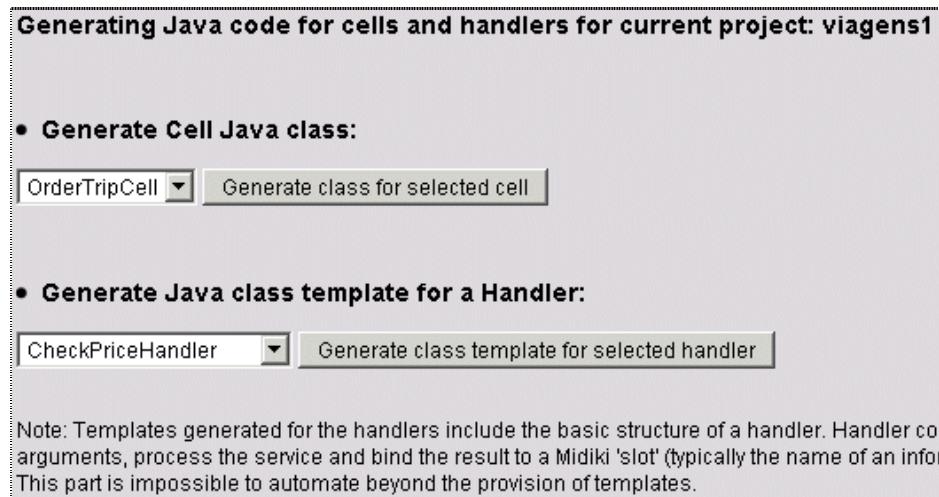 Generating Java code for cells and handlers for current project: viagens1
• Generate Cell Java class:
OrderTripCell Generate class for selected cell
• Generate Java class template for a Handler:
CheckPriceHandler Generate class template for selected handler
Note: Templates generated for the handlers include the basic structure of a handler. Handler co
arguments, process the service and bind the result to a Midiki 'slot' (typically the name of an infor
This part is impossible to automate beyond the provision of templates.